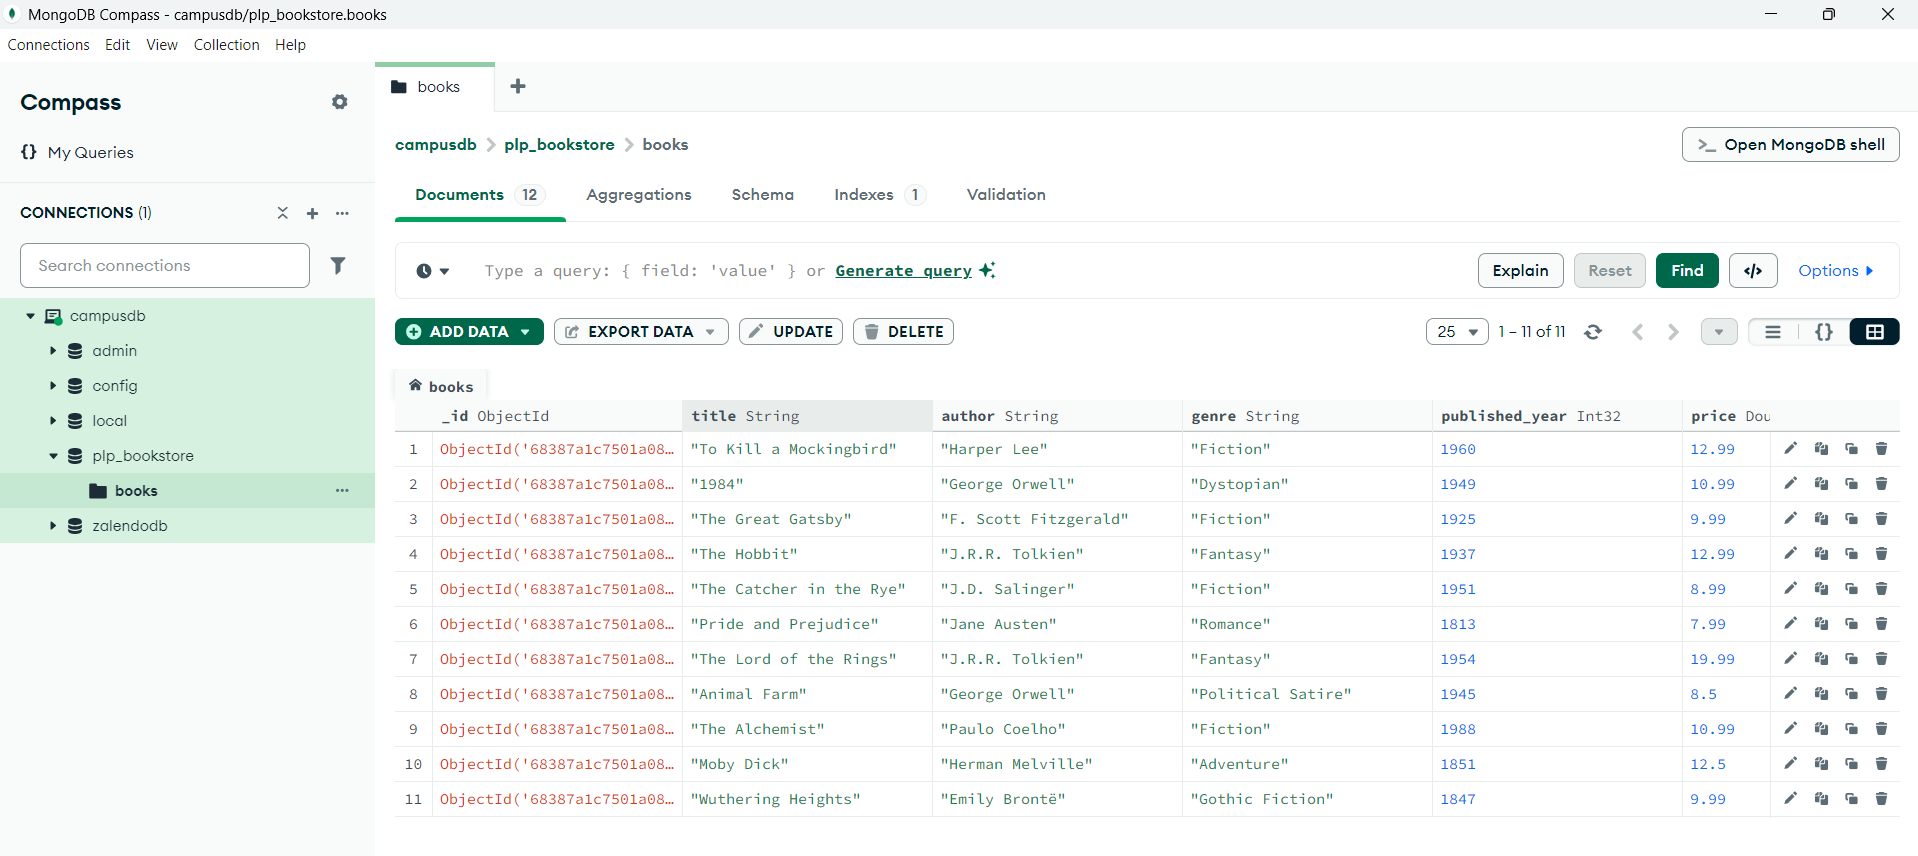 MongoDB Compass - campusdb/plp_bookstore.books
Connections Edit View Collection Help
Compass
{} My Queries
CONNECTIONS (1)
Search connections
campusdb
admin
config
local
plp_bookstore
books
zalendodb
books
campusdb plp_bookstore books
>_ Open MongoDB shell
Documents 12 Aggregations Schema Indexes 1 Validation
Type a query: { field: 'value' } or Generate query
Explain Reset Find </> Options
ADD DATA EXPORT DATA UPDATE DELETE
25 1 – 11 of 11 {}
books
_id ObjectId title String author String genre String published_year Int32 price Dou
1 ObjectId('68387a1c7501a08… "To Kill a Mockingbird" "Harper Lee" "Fiction" 1960 12.99
2 ObjectId('68387a1c7501a08… "1984" "George Orwell" "Dystopian" 1949 10.99
3 ObjectId('68387a1c7501a08… "The Great Gatsby" "F. Scott Fitzgerald" "Fiction" 1925 9.99
4 ObjectId('68387a1c7501a08… "The Hobbit" "J.R.R. Tolkien" "Fantasy" 1937 12.99
5 ObjectId('68387a1c7501a08… "The Catcher in the Rye" "J.D. Salinger" "Fiction" 1951 8.99
6 ObjectId('68387a1c7501a08… "Pride and Prejudice" "Jane Austen" "Romance" 1813 7.99
7 ObjectId('68387a1c7501a08… "The Lord of the Rings" "J.R.R. Tolkien" "Fantasy" 1954 19.99
8 ObjectId('68387a1c7501a08… "Animal Farm" "George Orwell" "Political Satire" 1945 8.5
9 ObjectId('68387a1c7501a08… "The Alchemist" "Paulo Coelho" "Fiction" 1988 10.99
10 ObjectId('68387a1c7501a08… "Moby Dick" "Herman Melville" "Adventure" 1851 12.5
11 ObjectId('68387a1c7501a08… "Wuthering Heights" "Emily Brontë" "Gothic Fiction" 1847 9.99